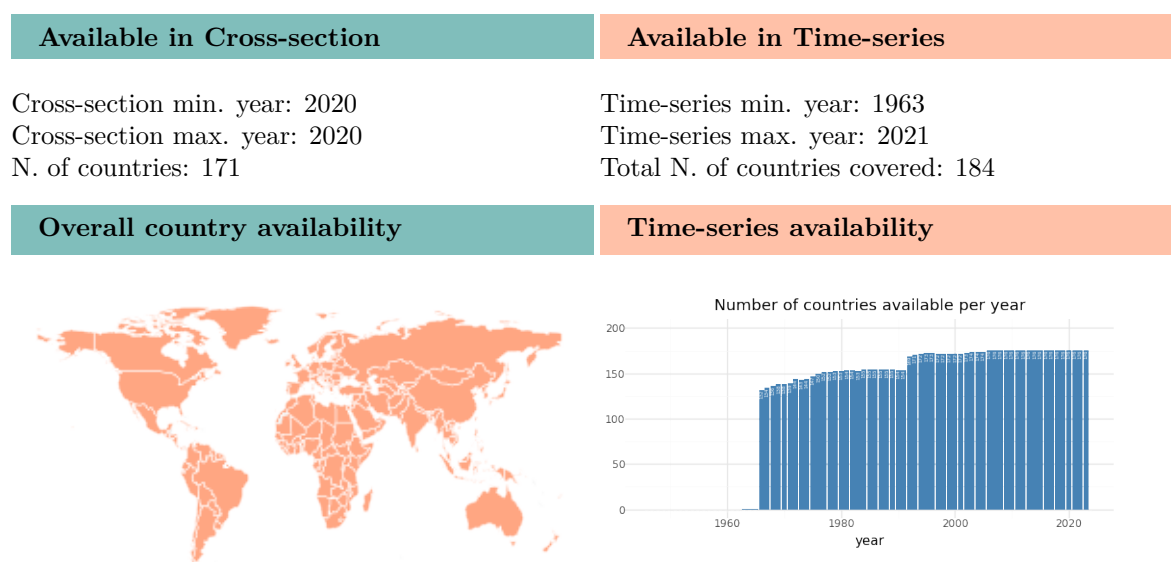 Available in Cross-section
Available in Time-series
Cross-section min. year: 2020
Cross-section max. year: 2020
N. of countries: 171
Time-series min. year: 1963
Time-series max. year: 2021
Total N. of countries covered: 184
Overall country availability
Time-series availability
Number of countries available per year
200
150
100
50
0
1960
1980
2000
2020
year